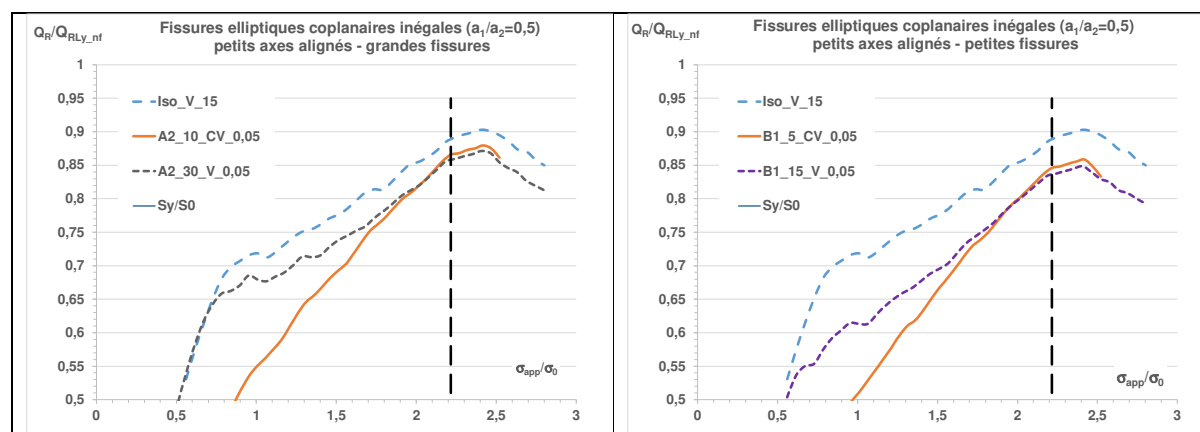 Q_R/Q_RLy_nf
Fissures elliptiques coplanaires inégales (a₁/a₂=0,5)
petits axes alignés - grandes fissures
1
0,95
0,9
0,85
0,8
0,75
0,7
0,65
0,6
0,55
0,5
Iso_V_15
A2_10_CV_0,05
A2_30_V_0,05
Sy/S0
σapp/σ₀
0
0,5
1
1,5
2
2,5
3
Q_R/Q_RLy_nf
Fissures elliptiques coplanaires inégales (a₁/a₂=0,5)
petits axes alignés - petites fissures
1
0,95
0,9
0,85
0,8
0,75
0,7
0,65
0,6
0,55
0,5
Iso_V_15
B1_5_CV_0,05
B1_15_V_0,05
Sy/S0
σapp/σ₀
0
0,5
1
1,5
2
2,5
3